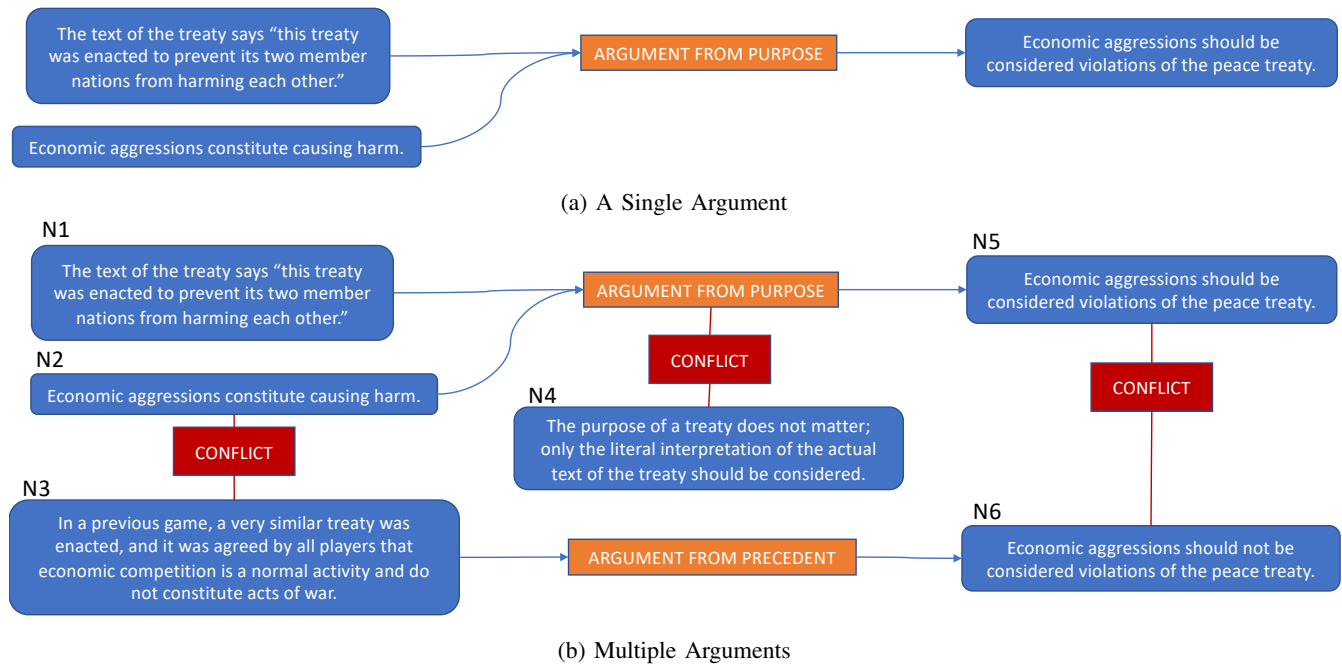 The text of the treaty says “this treaty
was enacted to prevent its two member
nations from harming each other.”
ARGUMENT FROM PURPOSE
Economic aggressions should be
considered violations of the peace treaty.
Economic aggressions constitute causing harm.
(a) A Single Argument
N1
The text of the treaty says “this treaty
was enacted to prevent its two member
nations from harming each other.”
ARGUMENT FROM PURPOSE
N5
Economic aggressions should be
considered violations of the peace treaty.
N2
Economic aggressions constitute causing harm.
CONFLICT
CONFLICT
CONFLICT
N4
The purpose of a treaty does not matter;
only the literal interpretation of the actual
text of the treaty should be considered.
N3
In a previous game, a very similar treaty was
enacted, and it was agreed by all players that
economic competition is a normal activity and do
not constitute acts of war.
ARGUMENT FROM PRECEDENT
N6
Economic aggressions should not be
considered violations of the peace treaty.
(b) Multiple Arguments